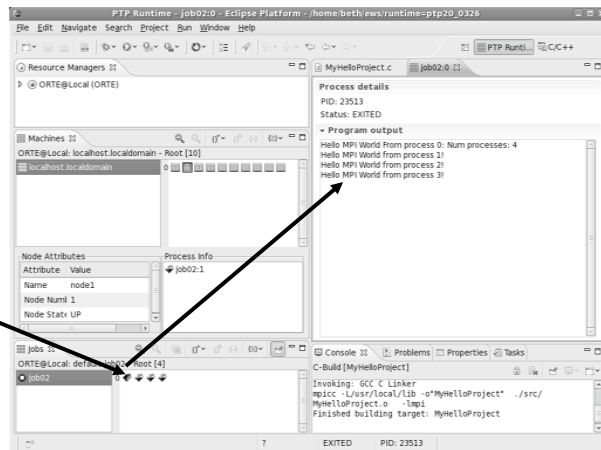 PTP Runtime - job02:0 - Eclipse Platform - /home/beth/ews/runtime=ptp20_0326
File Edit Navigate Search Project Run Window Help
PTP Runti... C/C++
Resource Managers
ORTE@Local (ORTE)
Machines
ORTE@Local: localhost.localdomain - Root [10]
localhost.localdomain
0
Node Attributes
Attribute Value
Name node1
Node Numl 1
Node State UP
Process Info
job02:1
Jobs
ORTE@Local: default job02 - Root [4]
job02
0
MyHelloProject.c job02:0
Process details
PID: 23513
Status: EXITED
Program output
Hello MPI World From process 0: Num processes: 4
Hello MPI World from process 1!
Hello MPI World from process 2!
Hello MPI World from process 3!
Console Problems Properties Tasks
C-Build [MyHelloProject]
Invoking: GCC C Linker
mpicc -L/usr/local/lib -o"MyHelloProject" ./src/
MyHelloProject.o -lmpi
Finished building target: MyHelloProject
? EXITED PID: 23513